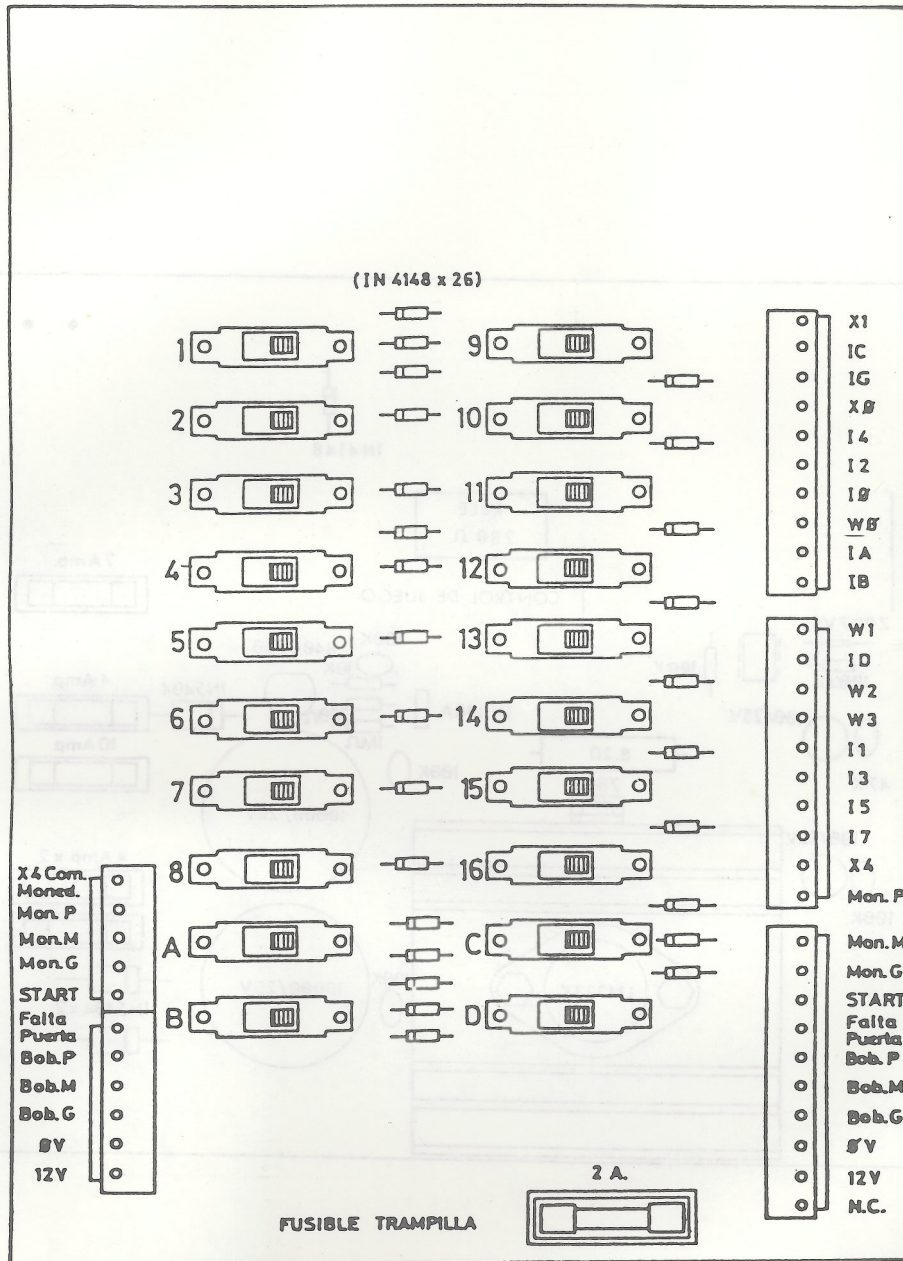 (IN 4148 x 26)
1
2
3
4
5
6
7
8
A
B
9
10
11
12
13
14
15
16
C
D
X1
IC
IG
XØ
I4
I2
IØ
WØ
IA
IB
W1
ID
W2
W3
I1
I3
I5
I7
X4
Mon. P
Mon. M
Mon. G
START
Falta
Puerta
Bob. P
Bob. M
Bob. G
ØV
12V
N.C.
X4 Com.
Moned.
Mon. P
Mon. M
Mon. G
START
Falta
Puerta
Bob. P
Bob. M
Bob. G
ØV
12V
2 A.
FUSIBLE TRAMPILLA